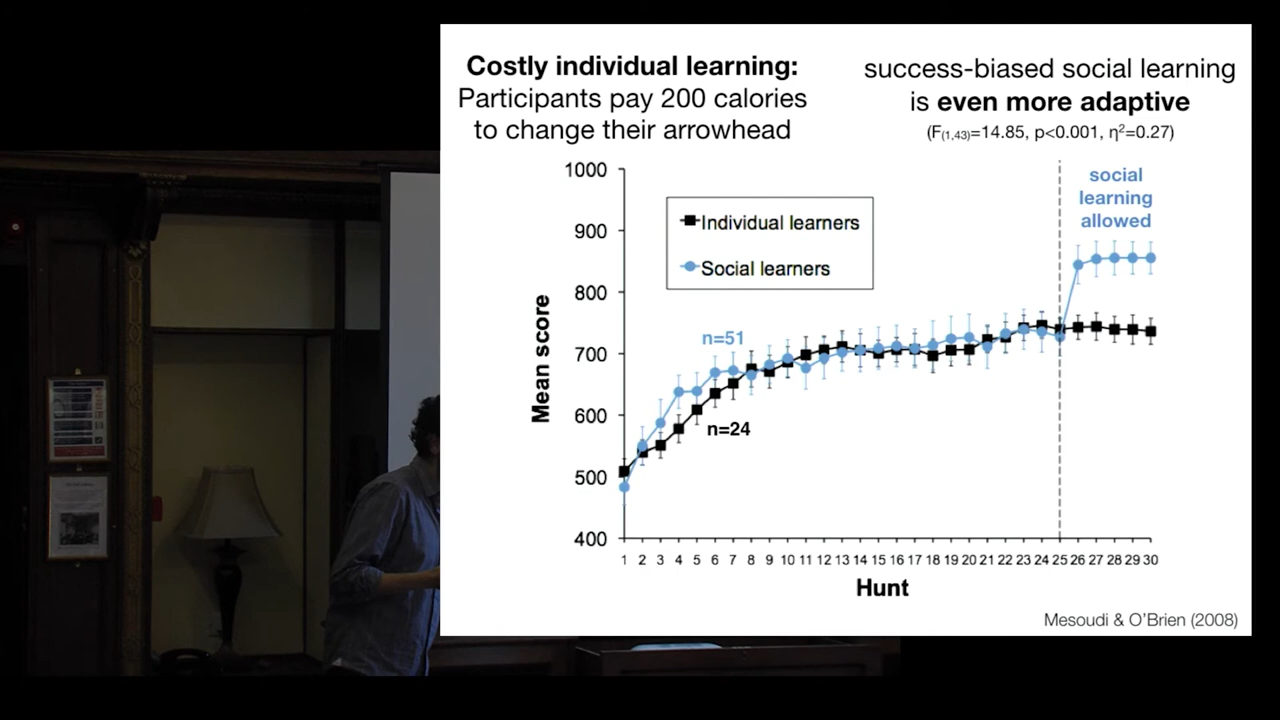 Costly individual learning:
Participants pay 200 calories
to change their arrowhead
success-biased social learning
is even more adaptive
(F(1,43)=14.85, p<0.001, η²=0.27)
social
learning
allowed
Individual learners
Social learners
n=51
n=24
Mean score
1000
900
800
700
600
500
400
1 2 3 4 5 6 7 8 9 10 11 12 13 14 15 16 17 18 19 20 21 22 23 24 25 26 27 28 29 30
Hunt
Mesoudi & O'Brien (2008)